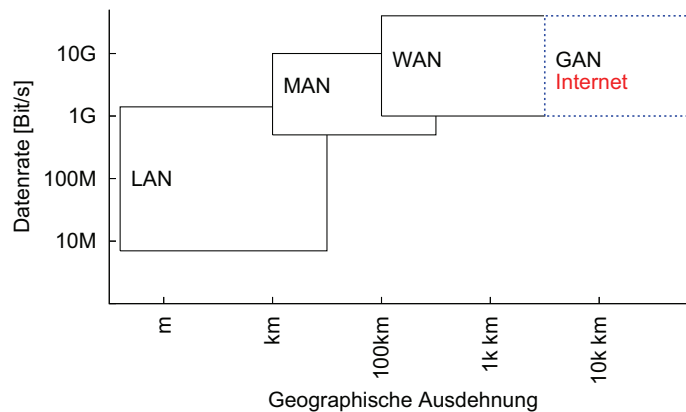 10G
1G
100M
10M
Datenrate [Bit/s]
LAN
MAN
WAN
GAN
Internet
m
km
100km
1k km
10k km
Geographische Ausdehnung